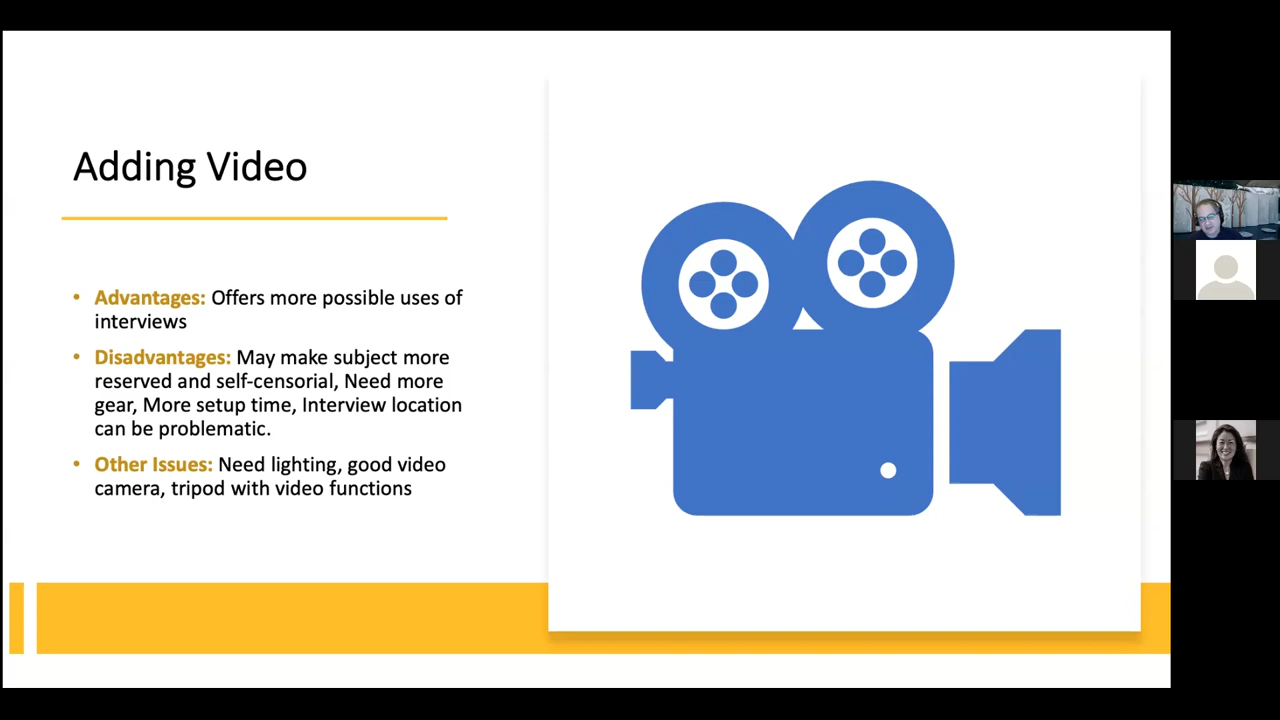 Adding Video
• Advantages: Offers more possible uses of
interviews
• Disadvantages: May make subject more
reserved and self-censorial, Need more
gear, More setup time, Interview location
can be problematic.
• Other Issues: Need lighting, good video
camera, tripod with video functions